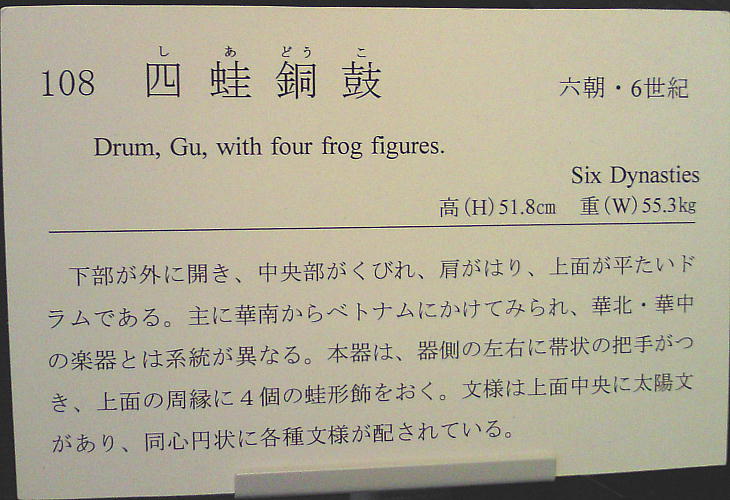 し あ どう こ
108 四蛙銅鼓 六朝・6世紀
Drum, Gu, with four frog figures.
Six Dynasties
高(H)51.8cm 重(W)55.3kg
下部が外に開き、中央部がくびれ、肩がはり、上面が平たいド
ラムである。主に華南からベトナムにかけてみられ、華北・華中
の楽器とは系統が異なる。本器は、器側の左右に帯状の把手がつ
き、上面の周縁に4個の蛙形飾をおく。文様は上面中央に太陽文
があり、同心円状に各種文様が配されている。